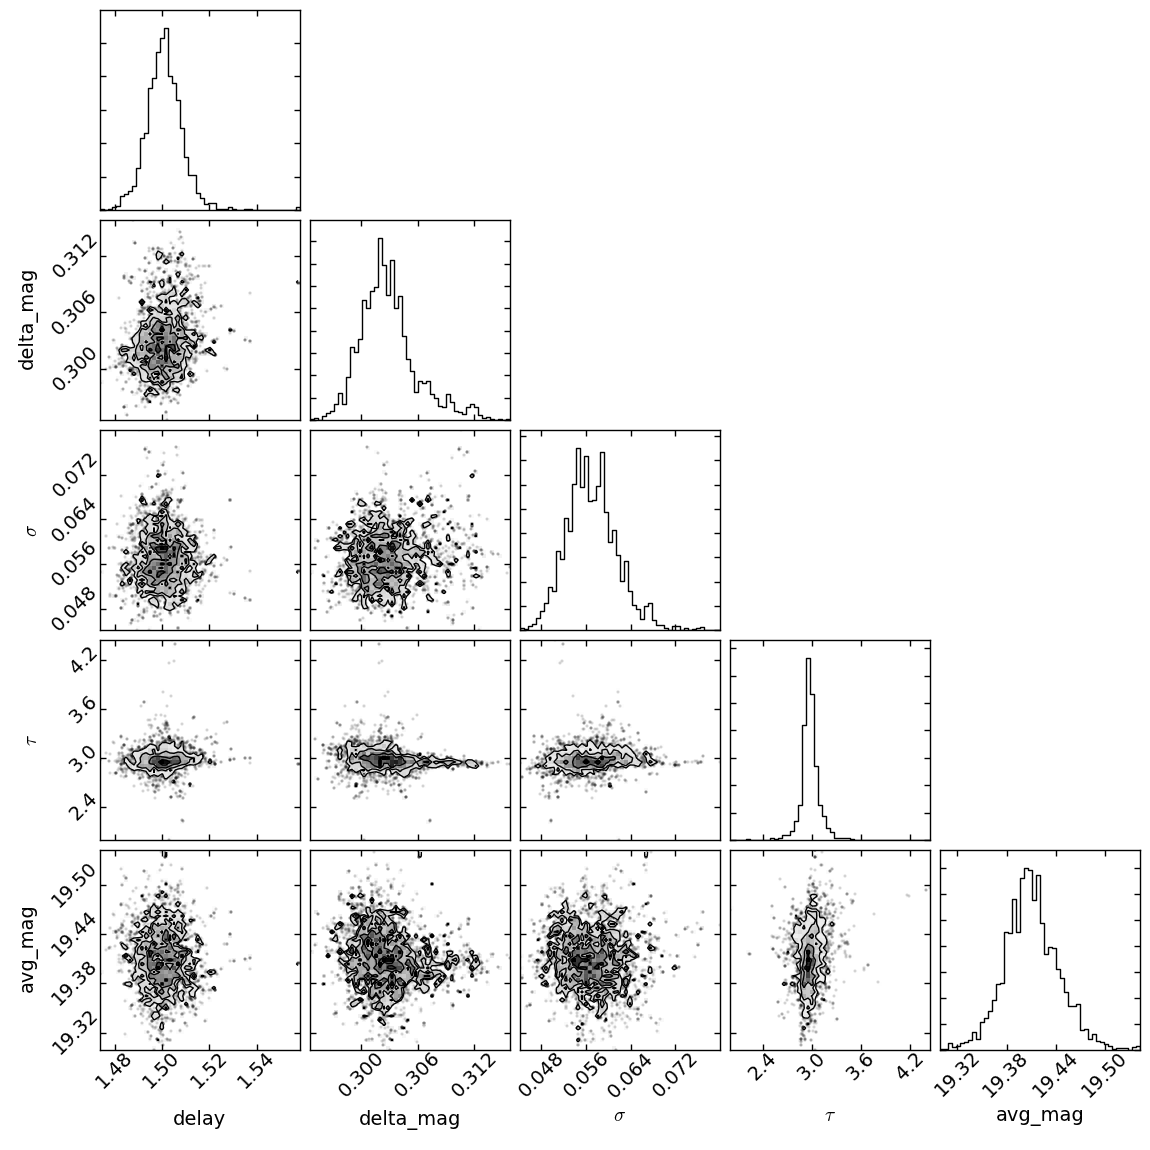 0.312
0.306
0.300
delta_mag
0.072
0.064
0.056
0.048
σ
4.2
3.6
3.0
2.4
τ
19.50
19.44
19.38
19.32
avg_mag
1.48 1.50 1.52 1.54
delay
0.300 0.306 0.312
delta_mag
0.048 0.056 0.064 0.072
σ
2.4 3.0 3.6 4.2
τ
19.32 19.38 19.44 19.50
avg_mag